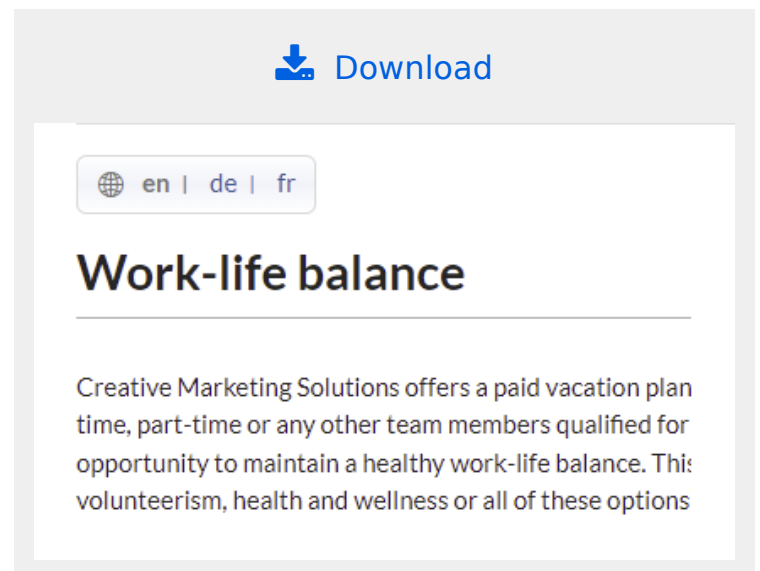 Download
en | de | fr
Work-life balance
Creative Marketing Solutions offers a paid vacation plan
time, part-time or any other team members qualified for
opportunity to maintain a healthy work-life balance. This
volunteerism, health and wellness or all of these options